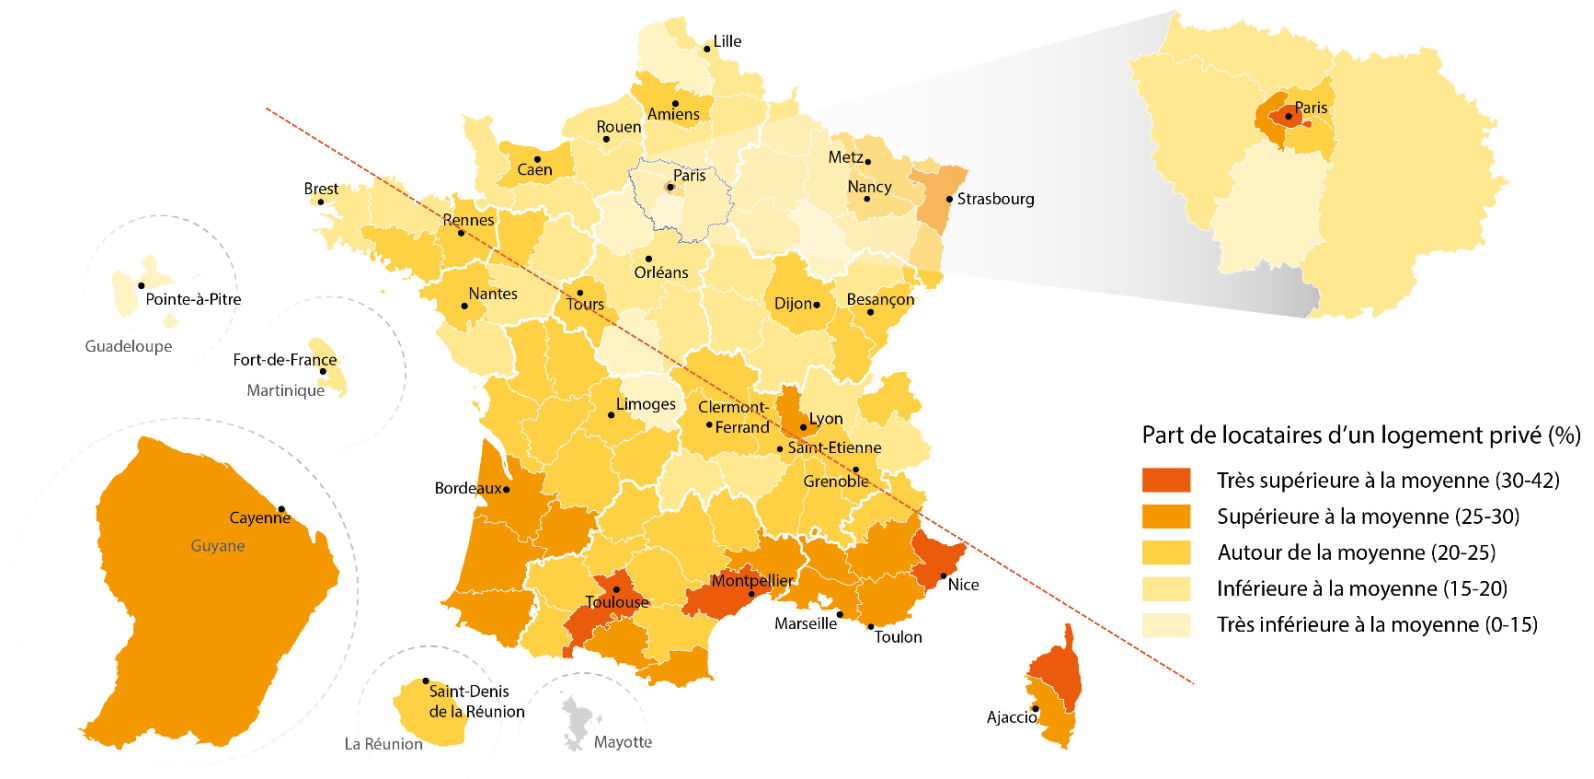 Lille
Amiens
Rouen
Caen
Paris
Metz
Nancy
Strasbourg
Brest
Rennes
Orléans
Nantes
Tours
Dijon
Besançon
Limoges
Clermont-
Ferrand
Lyon
Saint-Etienne
Grenoble
Bordeaux
Toulouse
Montpellier
Marseille
Toulon
Nice
Ajaccio
Paris
Pointe-à-Pitre
Guadeloupe
Fort-de-France
Martinique
Cayenne
Guyane
Saint-Denis
de la Réunion
La Réunion
Mayotte
Part de locataires d'un logement privé (%)
Très supérieure à la moyenne (30-42)
Supérieure à la moyenne (25-30)
Autour de la moyenne (20-25)
Inférieure à la moyenne (15-20)
Très inférieure à la moyenne (0-15)